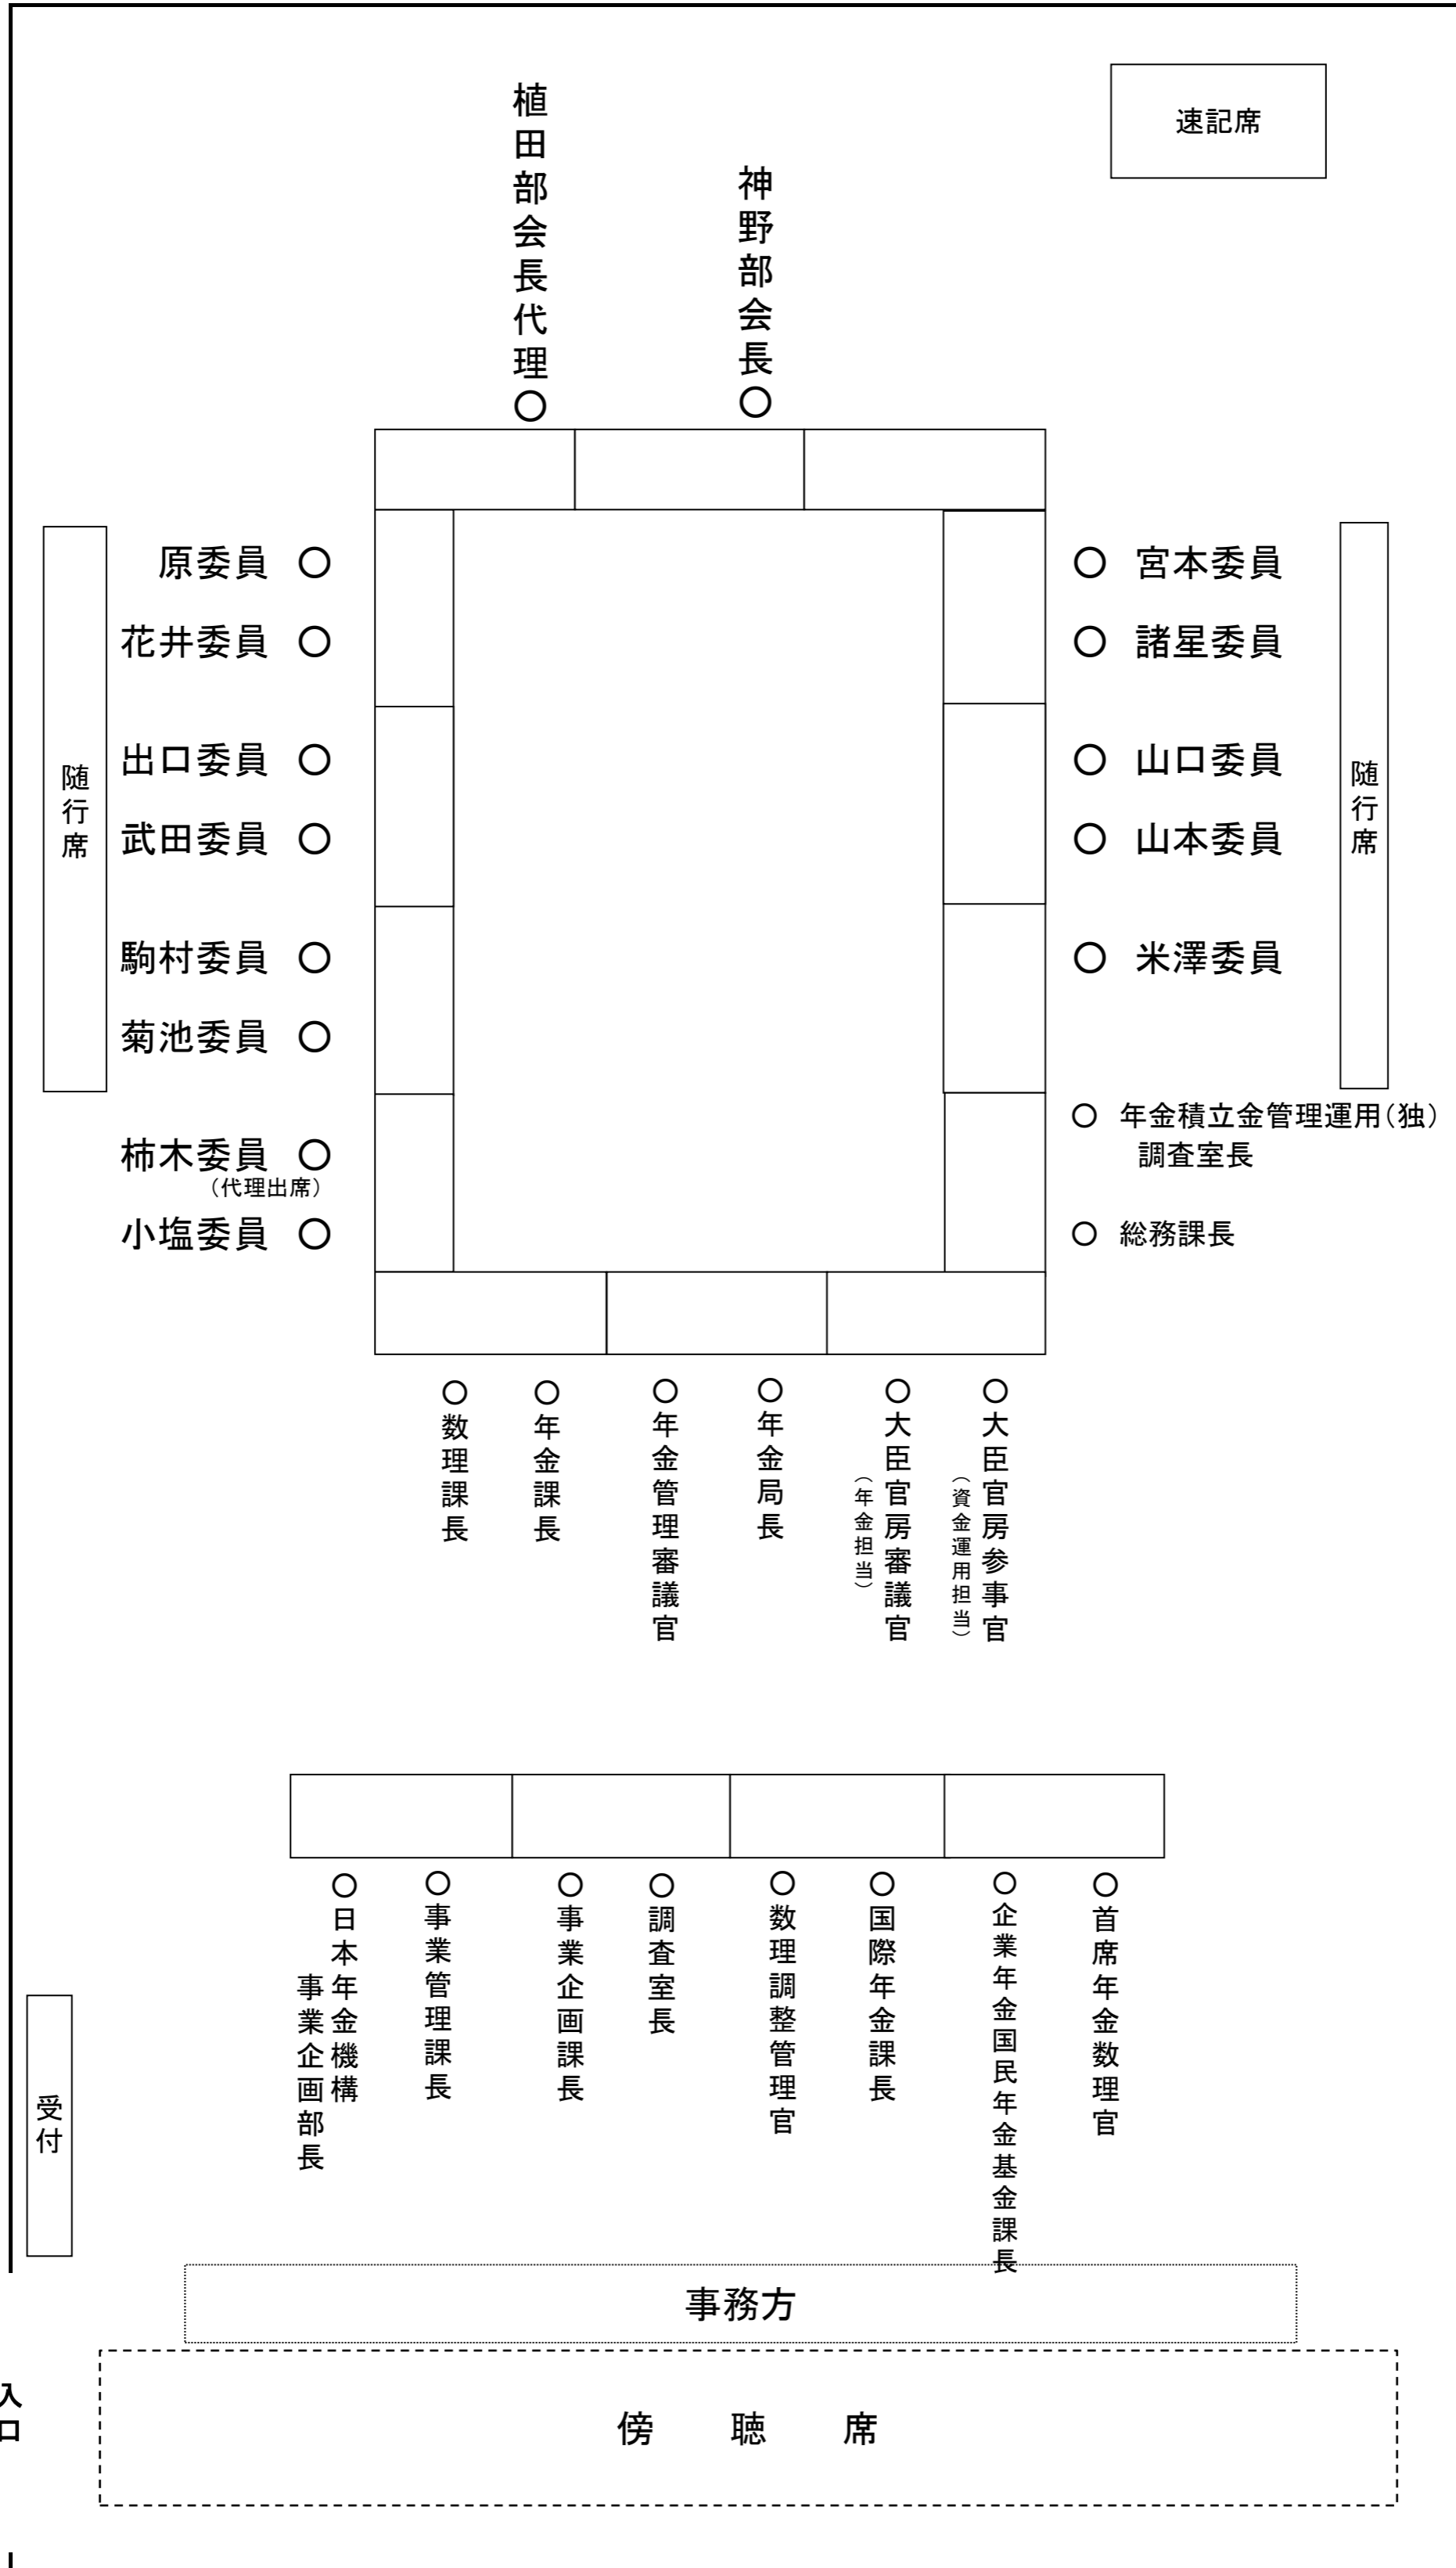 速記席
植田部会長代理○
神野部会長○
随行席
原委員 ○
花井委員 ○
出口委員 ○
武田委員 ○
駒村委員 ○
菊池委員 ○
柿木委員 ○
（代理出席）
小塩委員 ○
○ 宮本委員
○ 諸星委員
○ 山口委員
○ 山本委員
○ 米澤委員
○ 年金積立金管理運用（独）
調査室長
○ 総務課長
随行席
○数理課長
○年金課長
○年金管理審議官
○年金局長
○大臣官房審議官
（年金担当）
○大臣官房参事官
（資金運用担当）
○日本年金機構
事業企画部長
○事業管理課長
○事業企画課長
○調査室長
○数理調整管理官
○国際年金課長
○企業年金国民年金基金課長
○首席年金数理官
受付
事務方
入口
傍聴席